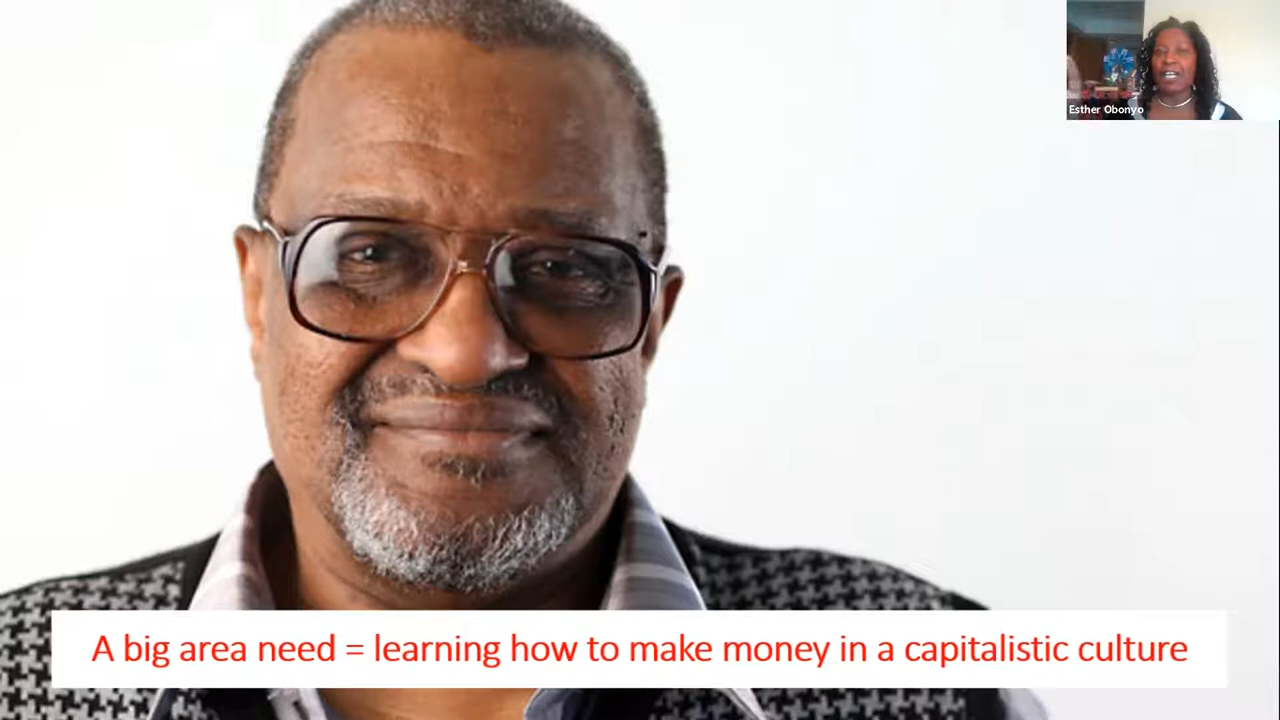 Esther Obonyo
A big area need = learning how to make money in a capitalistic culture